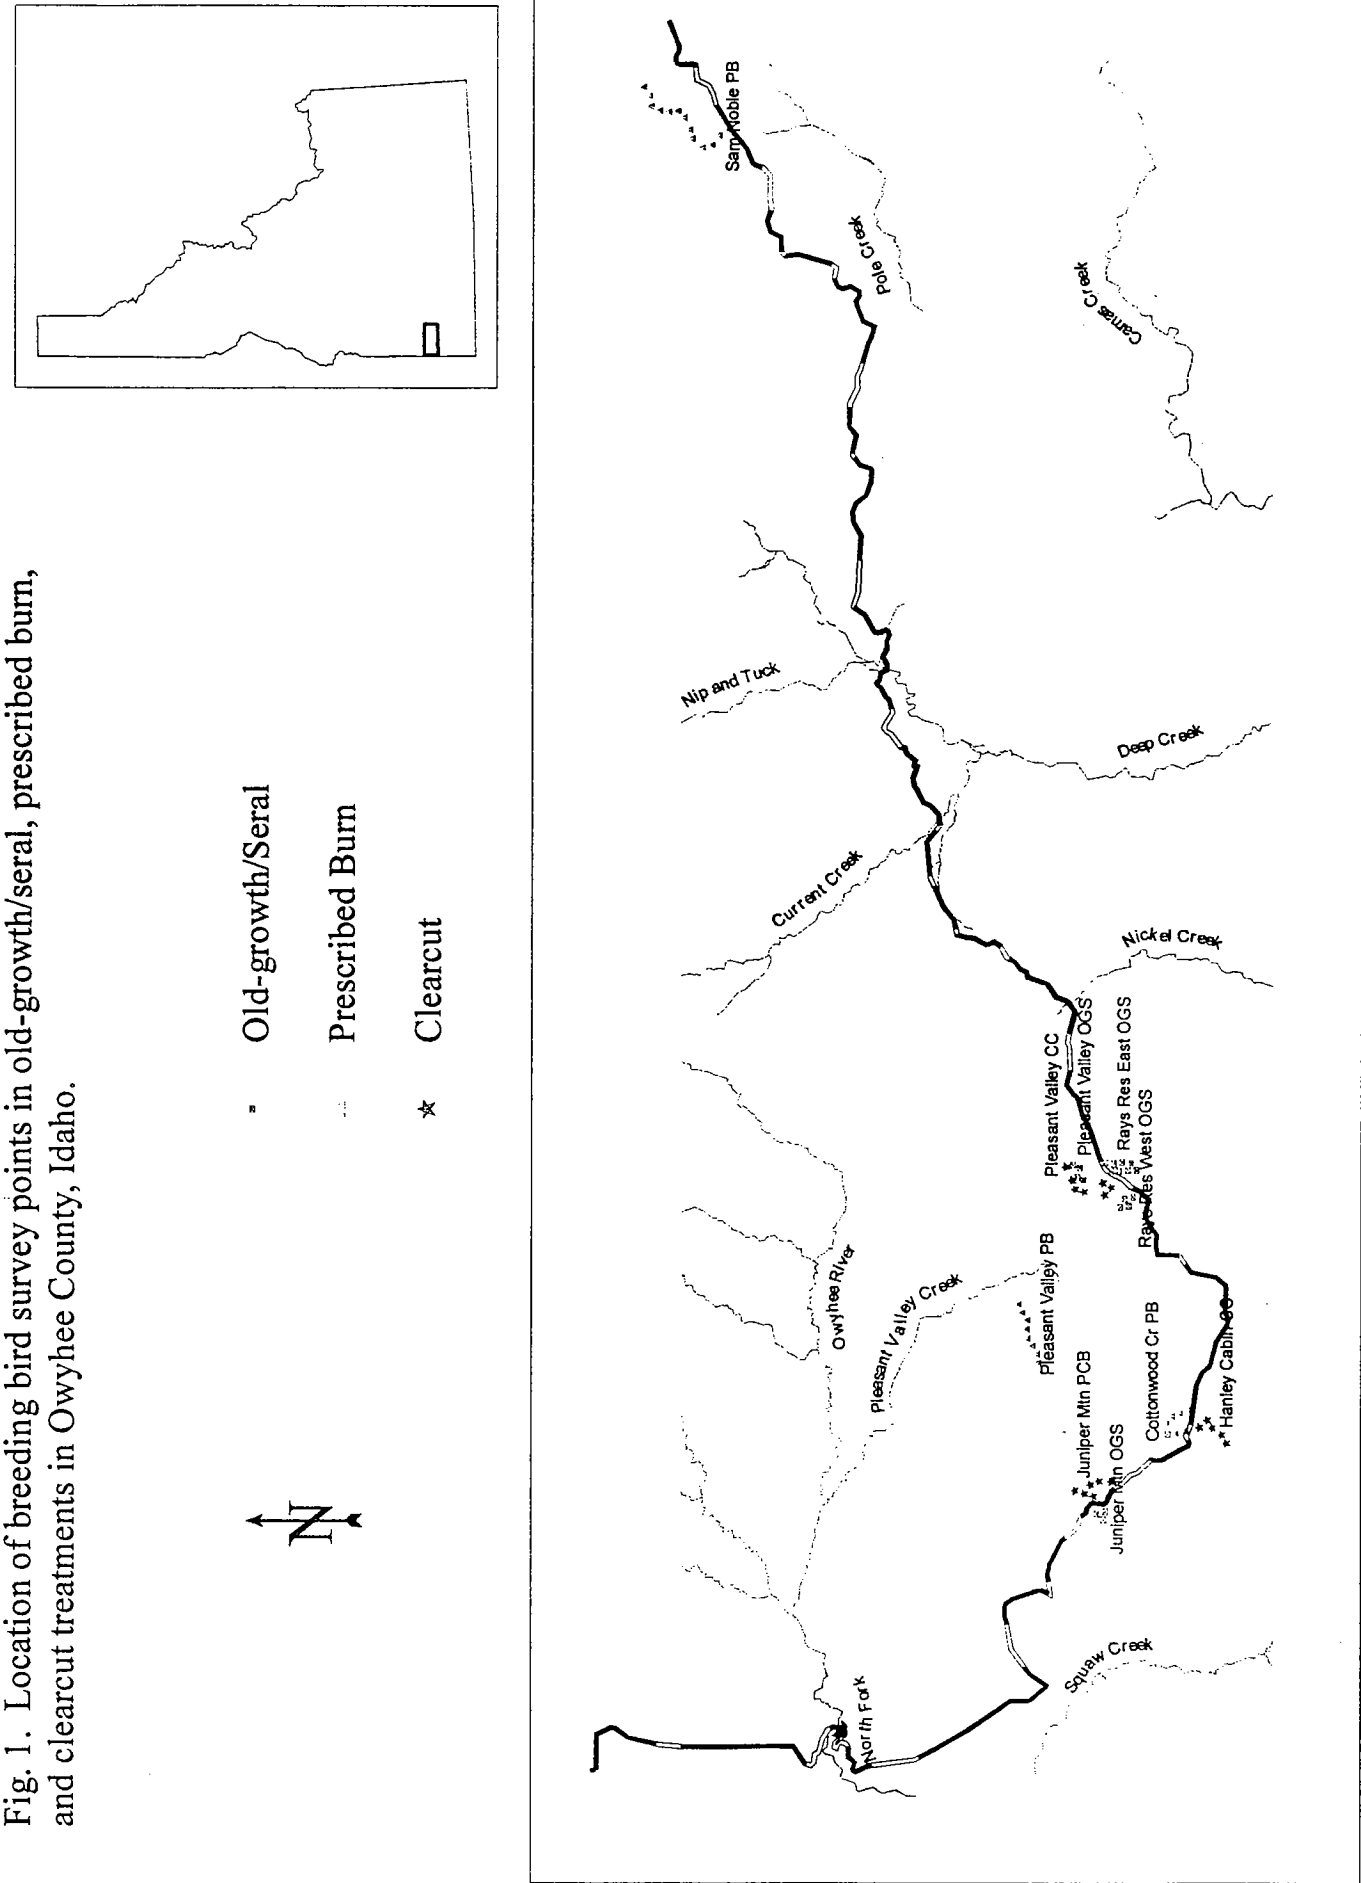 Fig. 1. Location of breeding bird survey points in old-growth/seral, prescribed burn,
and clearcut treatments in Owyhee County, Idaho.
N
Old-growth/Seral
Prescribed Burn
Clearcut
North Fork
Squaw Creek
Owyhee River
Pleasant Valley Creek
Pleasant Valley PB
Juniper Mtn PCB
Juniper Mtn OGS
Cottonwood Cr PB
Hanley Cabin CC
Pleasant Valley CC
Pleasant Valley OGS
Rays Res East OGS
Rays Res West OGS
Nickel Creek
Current Creek
Nip and Tuck
Deep Creek
Pole Creek
Camas Creek
Sam Noble PB